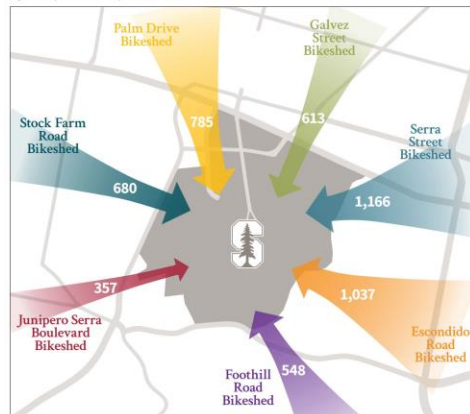 Palm Drive
Bikeshed
785
Galvez
Street
Bikeshed
613
Stock Farm
Road
Bikeshed
680
Serra
Street
Bikeshed
1,166
S
357
Junipero Serra
Boulevard
Bikeshed
1,037
Escondido
Road
Bikeshed
Foothill
Road
Bikeshed
548